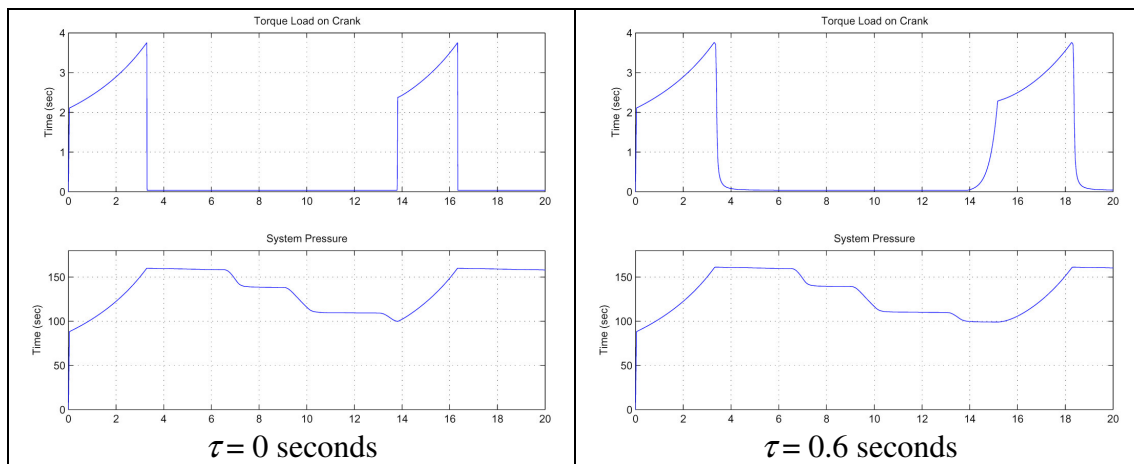 Torque Load on Crank
Time (sec)
4
3
2
1
0
0 2 4 6 8 10 12 14 16 18 20
System Pressure
Time (sec)
150
100
50
0
0 2 4 6 8 10 12 14 16 18 20
τ = 0 seconds
Torque Load on Crank
Time (sec)
4
3
2
1
0
0 2 4 6 8 10 12 14 16 18 20
System Pressure
Time (sec)
150
100
50
0
0 2 4 6 8 10 12 14 16 18 20
τ = 0.6 seconds